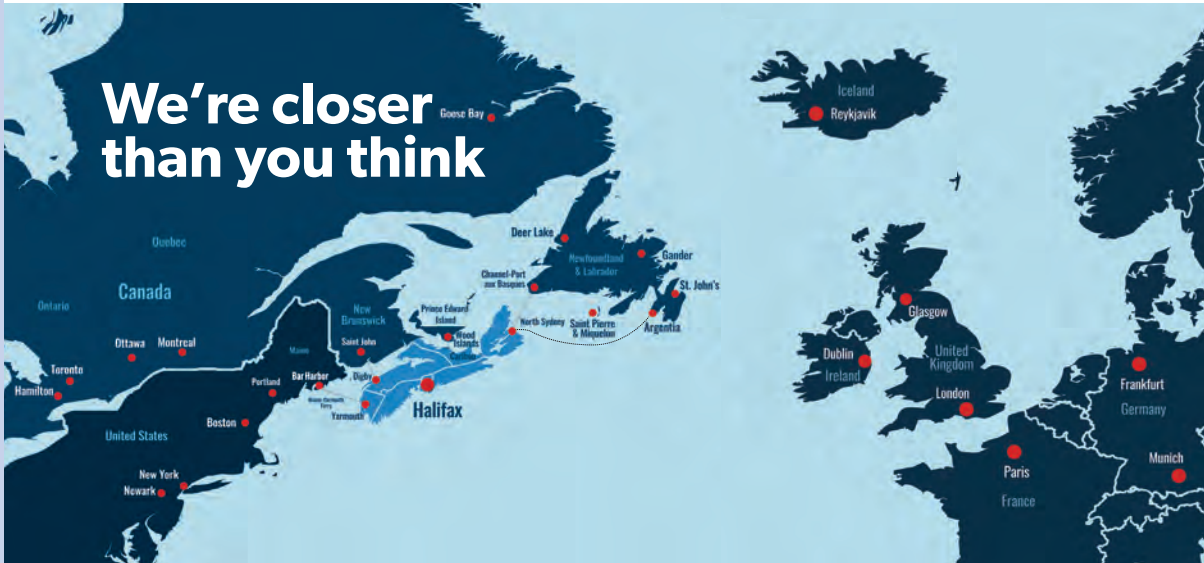 We're closer
than you think
Goose Bay
Iceland
Reykjavik
Quebec
Canada
Ontario
Deer Lake
Newfoundland
& Labrador
Gander
Channel-Port
aux Basques
St. John's
Prince Edward
Island
New
Brunswick
North Sydney
Saint Pierre
& Miquelon
Argentia
Wood
Islands
Ottawa
Montreal
Maine
Saint John
Toronto
Hamilton
Portland
Bar Harbor
Digby
Yarmouth
Halifax
Boston
United States
New York
Newark
Glasgow
Dublin
Ireland
United
Kingdom
London
Frankfurt
Germany
Paris
France
Munich